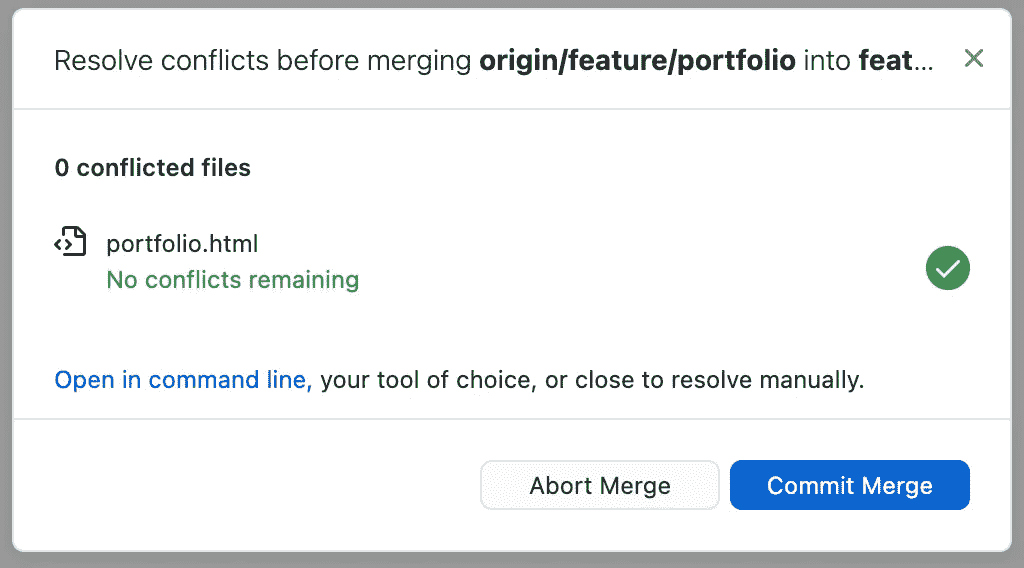 Resolve conflicts before merging origin/feature/portfolio into feat...
0 conflicted files
portfolio.html
No conflicts remaining
Open in command line, your tool of choice, or close to resolve manually.
Abort Merge
Commit Merge